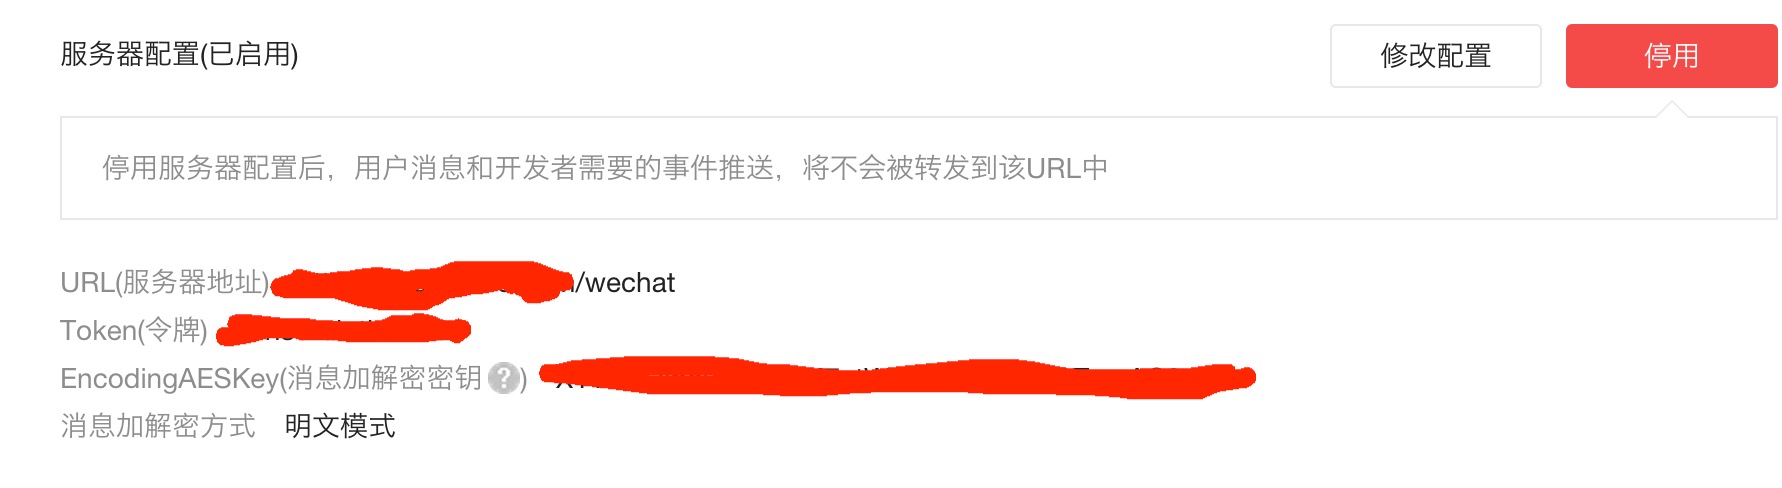 服务器配置(已启用)
修改配置
停用
停用服务器配置后，用户消息和开发者需要的事件推送，将不会被转发到该URL中
URL(服务器地址) /wechat
Token(令牌)
EncodingAESKey(消息加解密密钥 ?)
消息加解密方式 明文模式